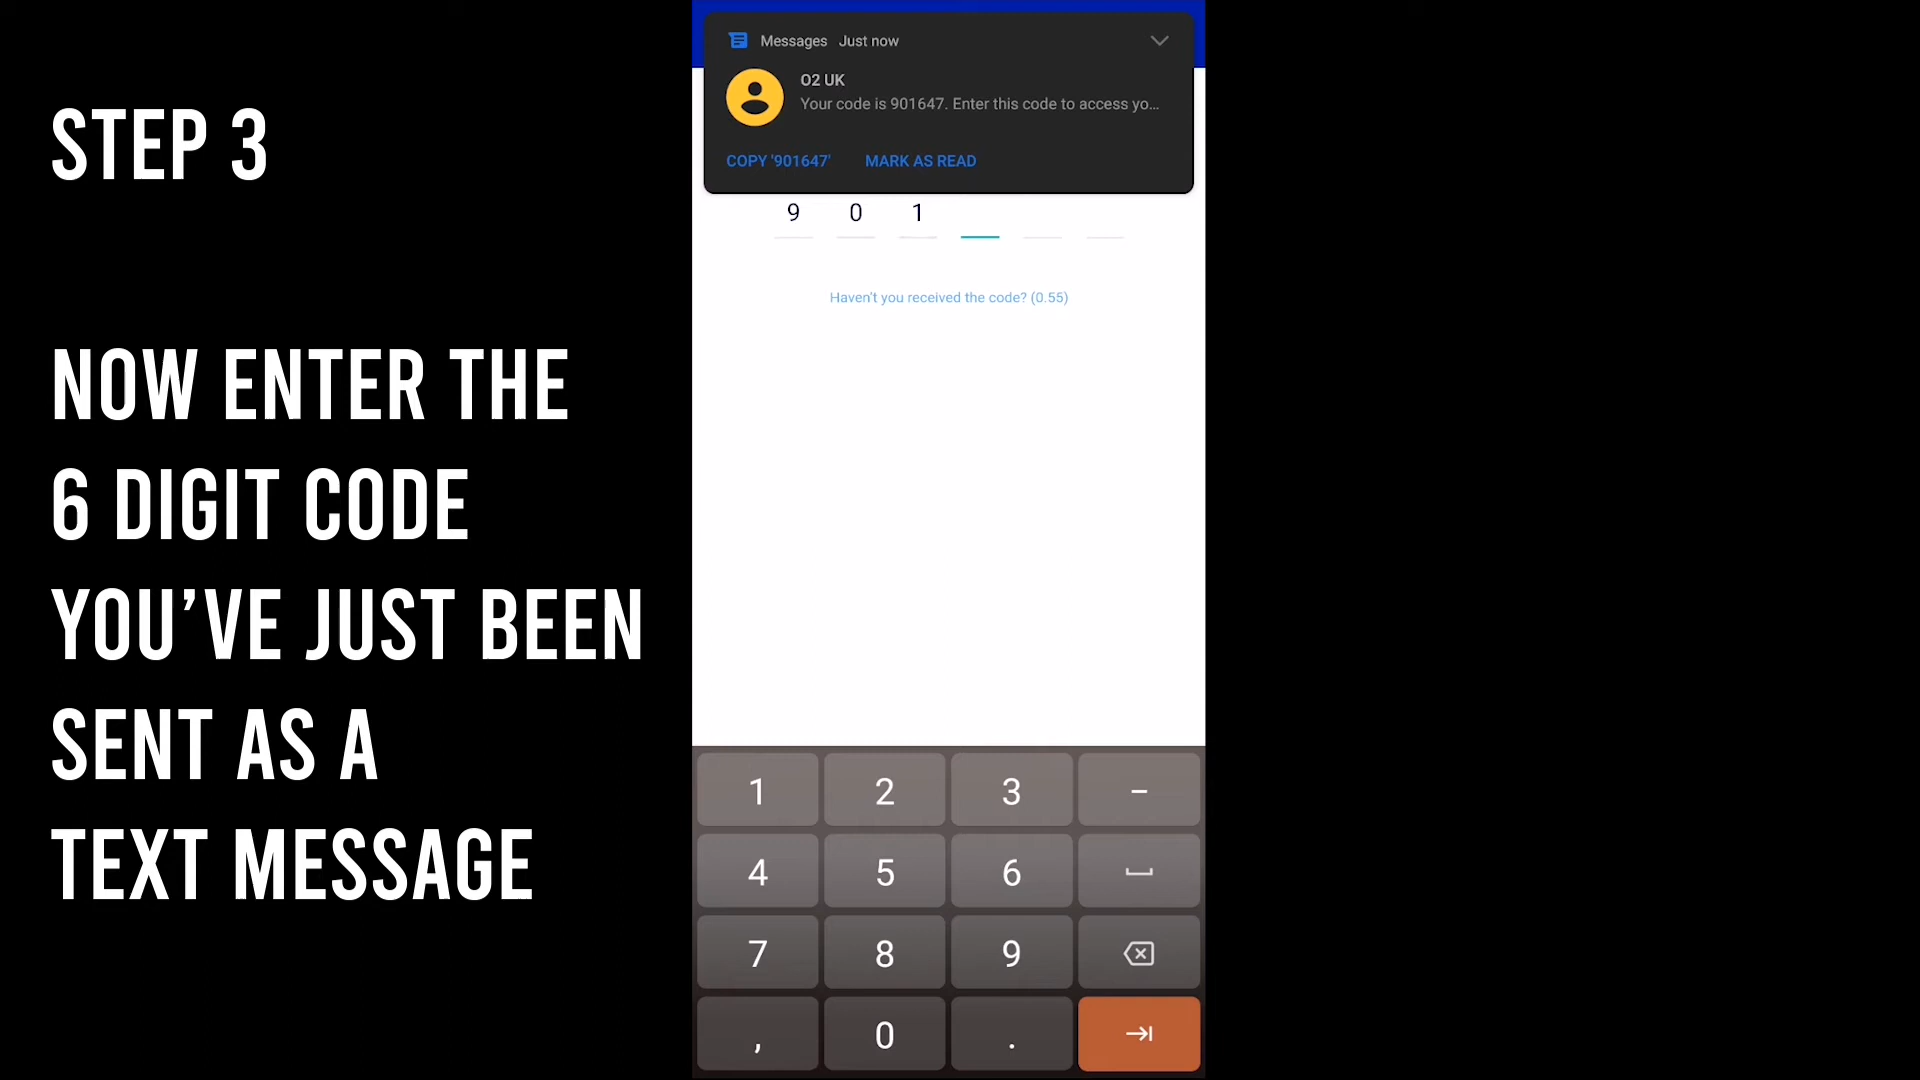 STEP 3
NOW ENTER THE
6 DIGIT CODE
YOU’VE JUST BEEN
SENT AS A
TEXT MESSAGE
Messages Just now
O2 UK
Your code is 901647. Enter this code to access yo...
COPY '901647' MARK AS READ
9 0 1
Haven't you received the code? (0.55)
1 2 3 –
4 5 6
7 8 9
, 0 .